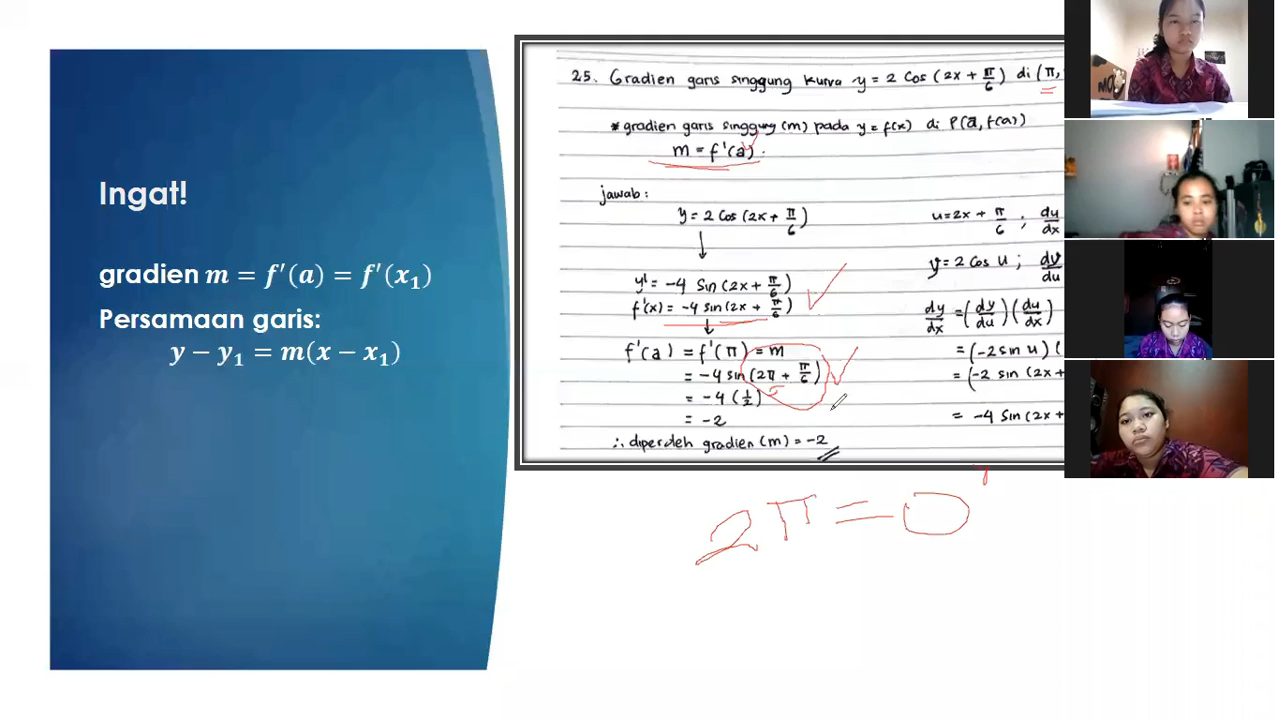 Ingat!
gradien m = f'(a) = f'(x₁)
Persamaan garis:
y − y₁ = m(x − x₁)
25. Gradien garis singgung kurva y = 2 Cos (2x + π/6) di (π,
*gradien garis singgung (m) pada y = f(x) di P(a, f(a))
m = f'(a).
jawab:
y = 2 Cos (2x + π/6)
↓
y' = -4 Sin (2x + π/6)
f'(x) = -4 sin (2x + π/6)
↓
f'(a) = f'(π) = m
= -4 sin (2π + π/6)
= -4 (1/2)
= -2
∴ diperoleh gradien (m) = -2
u = 2x + π/6 ; du/dx
y = 2 cos u ; dy/du
dy/dx = (dy/du) (du/dx)
= (-2 sin u) (
= (-2 sin (2x +
= -4 Sin (2x +
2π = 0